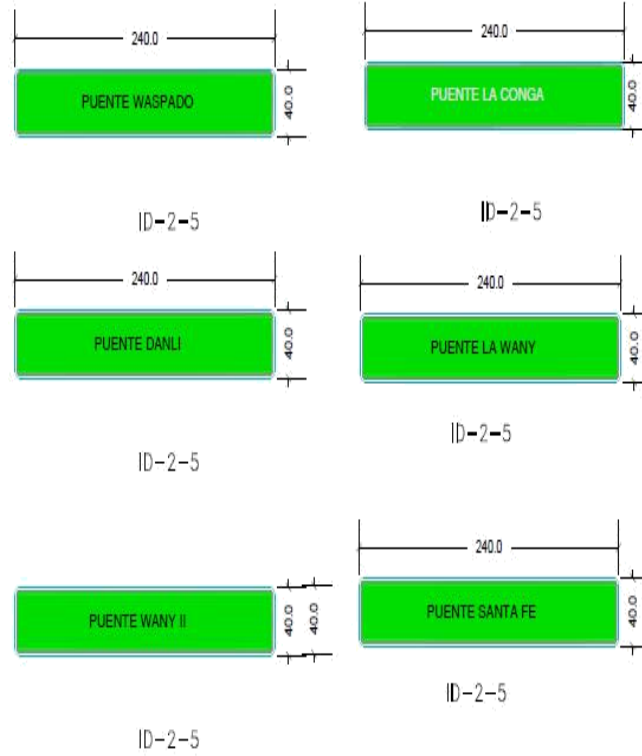 240.0
PUENTE WASPADO
40.0
ID-2-5
240.0
PUENTE LA CONGA
40.0
ID-2-5
240.0
PUENTE DANLI
40.0
ID-2-5
240.0
PUENTE LA WANY
40.0
ID-2-5
PUENTE WANY II
40.0
40.0
ID-2-5
240.0
PUENTE SANTA FE
40.0
ID-2-5